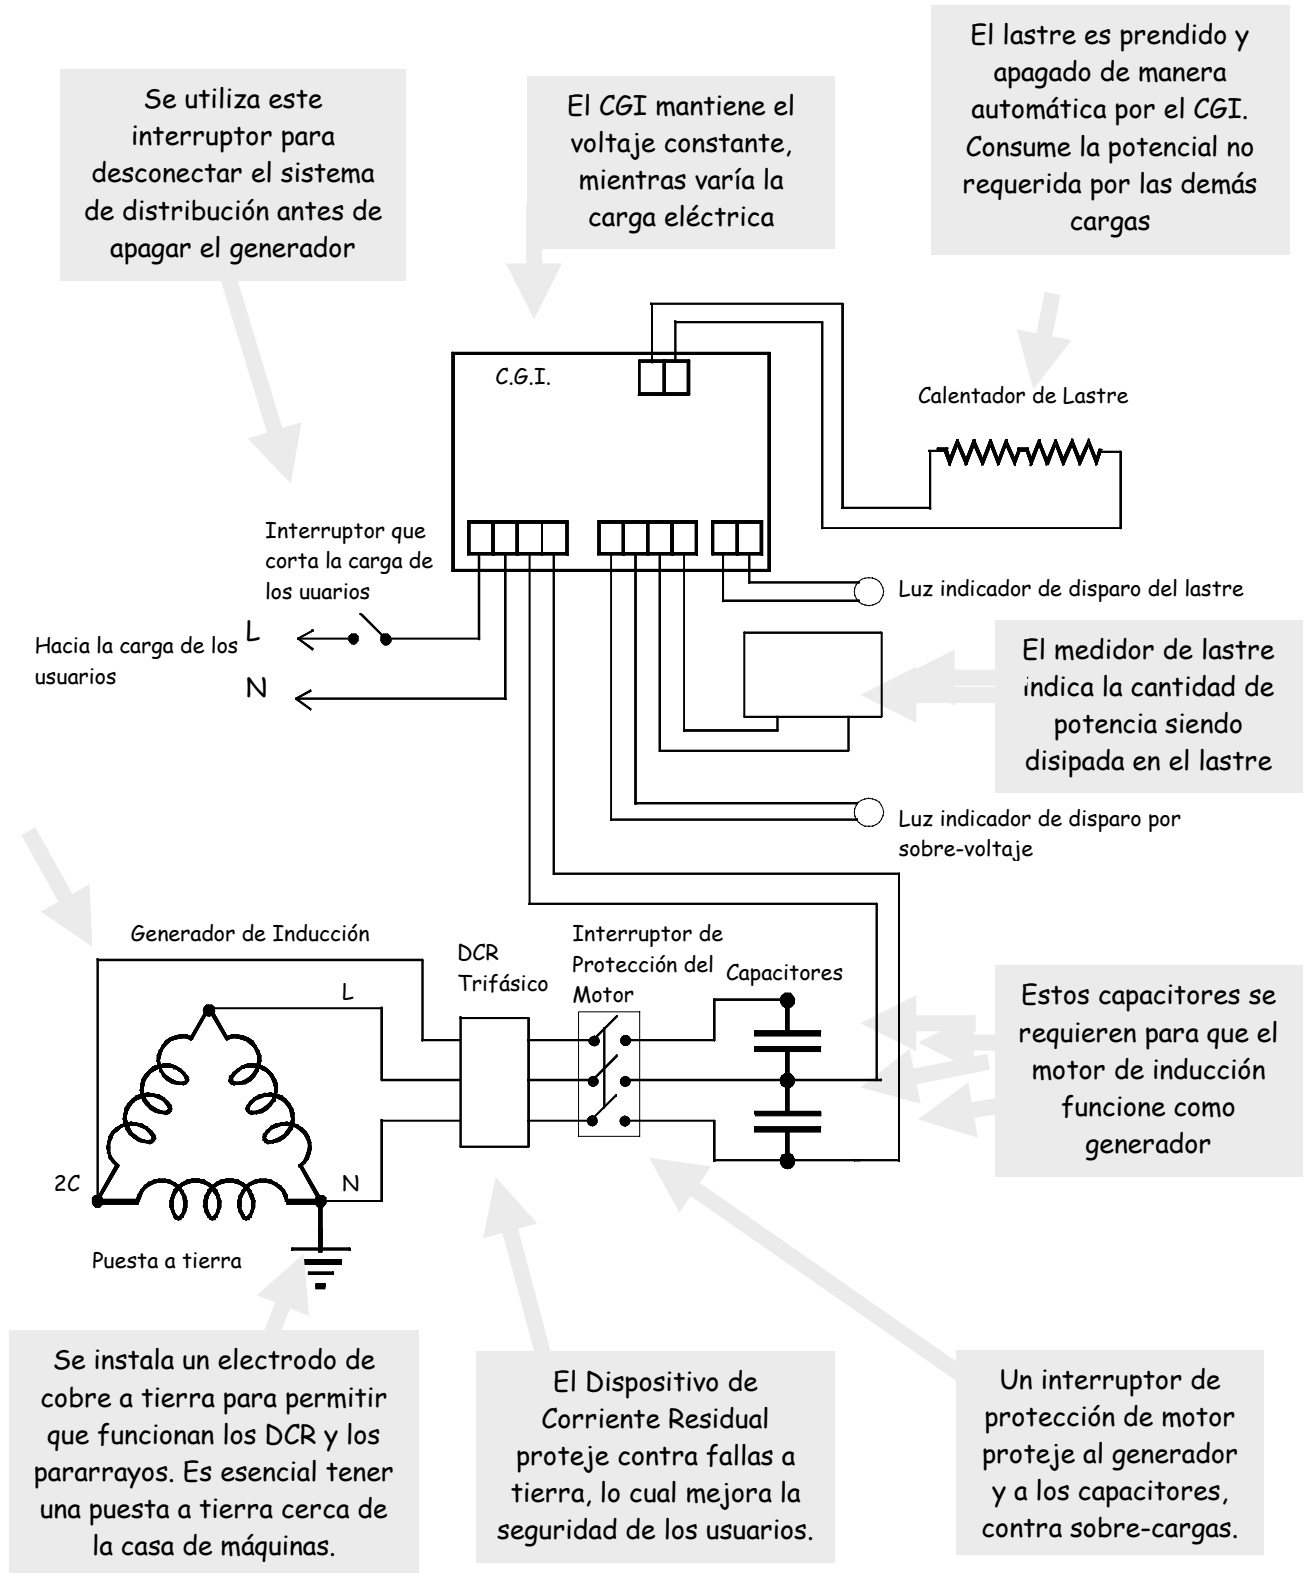 El lastre es prendido y
apagado de manera
automática por el CGI.
Consume la potencial no
requerida por las demás
cargas
Se utiliza este
interruptor para
desconectar el sistema
de distribución antes de
apagar el generador
El CGI mantiene el
voltaje constante,
mientras varía la
carga eléctrica
C.G.I.
Calentador de Lastre
Interruptor que
corta la carga de
los uuarios
Luz indicador de disparo del lastre
Hacia la carga de los
usuarios
L
N
El medidor de lastre
indica la cantidad de
potencia siendo
disipada en el lastre
Luz indicador de disparo por
sobre-voltaje
Generador de Inducción
DCR
Trifásico
Interruptor de
Protección del
Motor
Capacitores
L
2C
N
Puesta a tierra
Estos capacitores se
requieren para que el
motor de inducción
funcione como
generador
Se instala un electrodo de
cobre a tierra para permitir
que funcionan los DCR y los
pararrayos. Es esencial tener
una puesta a tierra cerca de
la casa de máquinas.
El Dispositivo de
Corriente Residual
proteje contra fallas a
tierra, lo cual mejora la
seguridad de los usuarios.
Un interruptor de
protección de motor
proteje al generador
y a los capacitores,
contra sobre-cargas.